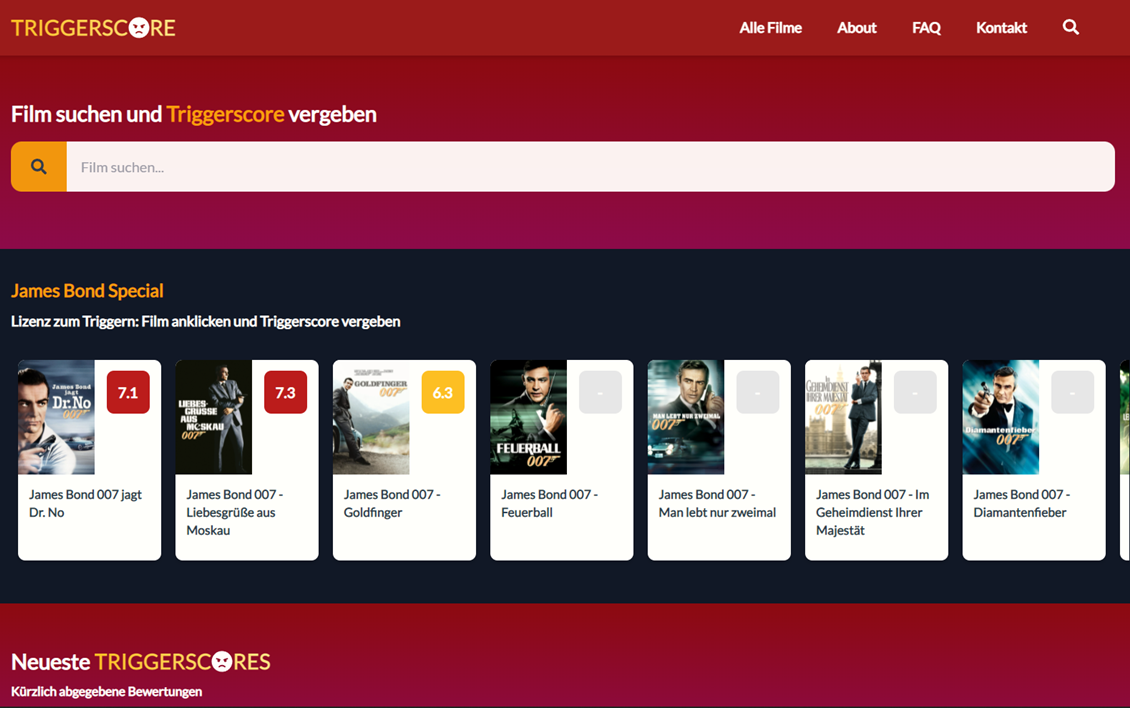 TRIGGERSCORE
Alle Filme
About
FAQ
Kontakt
Film suchen und Triggerscore vergeben
Film suchen...
James Bond Special
Lizenz zum Triggern: Film anklicken und Triggerscore vergeben
James Bond
jagt
Dr. No
007
7.1
LIEBES-
GRÜSSE
AUS
MOSKAU
007
7.3
GOLDFINGER
007
6.3
FEUERBALL
007
-
MAN LEBT NUR ZWEIMAL
007
-
Im
GEHEIMDIENST
IHRER MAJESTÄT
007
-
Diamantenfieber
007
-
James Bond 007 jagt
Dr. No
James Bond 007 -
Liebesgrüße aus
Moskau
James Bond 007 -
Goldfinger
James Bond 007 -
Feuerball
James Bond 007 -
Man lebt nur zweimal
James Bond 007 - Im
Geheimdienst Ihrer
Majestät
James Bond 007 -
Diamantenfieber
Neueste TRIGGERSCORES
Kürzlich abgegebene Bewertungen